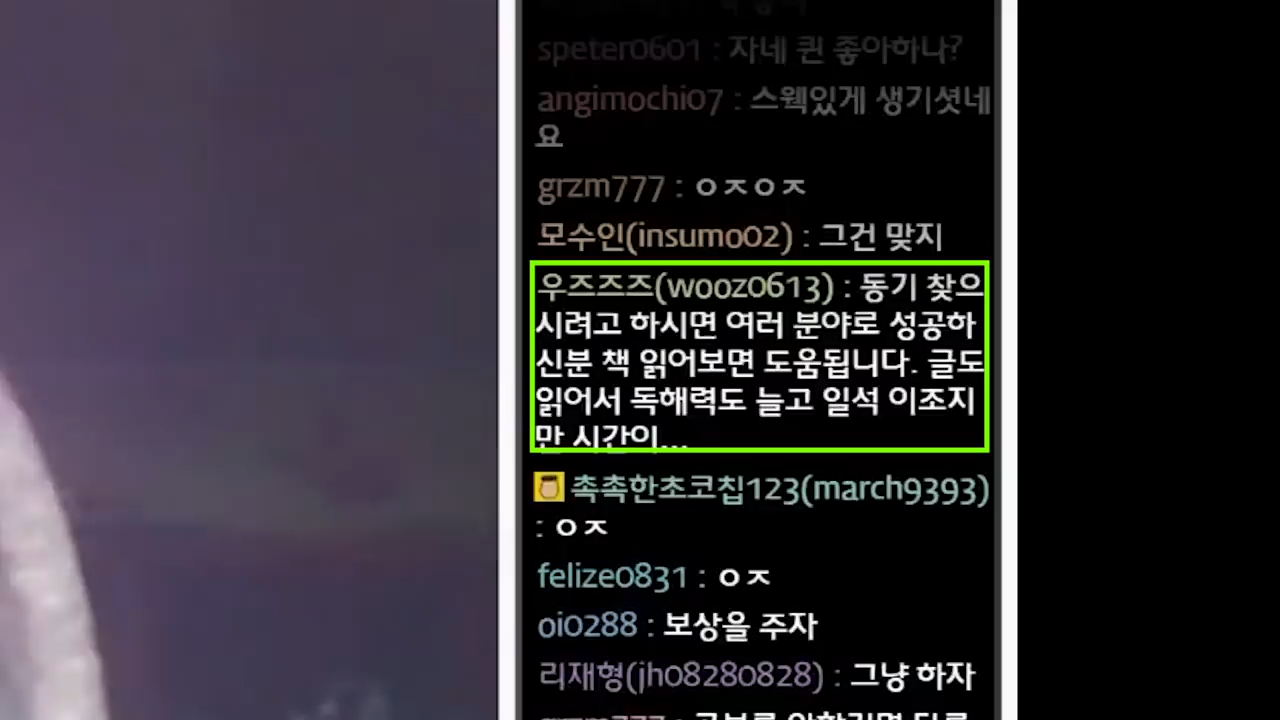 speter0601 : 자네 퀸 좋아하나?
angimochi07 : 스웩있게 생기셧네
요
grzm777 : ㅇㅈㅇㅈ
모수인(insumo02) : 그건 맞지
우즈즈즈(wooz0613) : 동기 찾으
시려고 하시면 여러 분야로 성공하
신분 책 읽어보면 도움됩니다. 글도
읽어서 독해력도 늘고 일석 이조지
만 시간이...
촉촉한초코칩123(march9393)
: ㅇㅈ
felize0831 : ㅇㅈ
oi0288 : 보상을 주자
리재형(jh08280828) : 그냥 하자